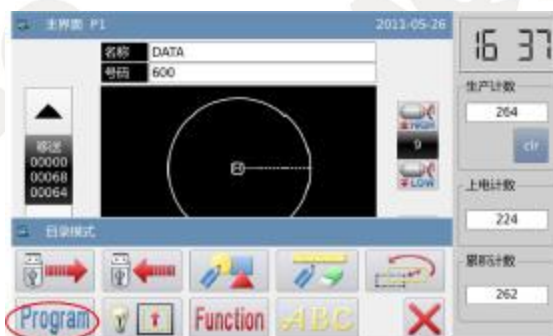 主界面 P1 2011-05-26
16 37
名称 DATA
号码 600
生产计数
264
clr
移送
00000
00068
00064
HIGH
9
LOW
上电计数
224
目录模式
累积计数
262
Program
Function
ABC